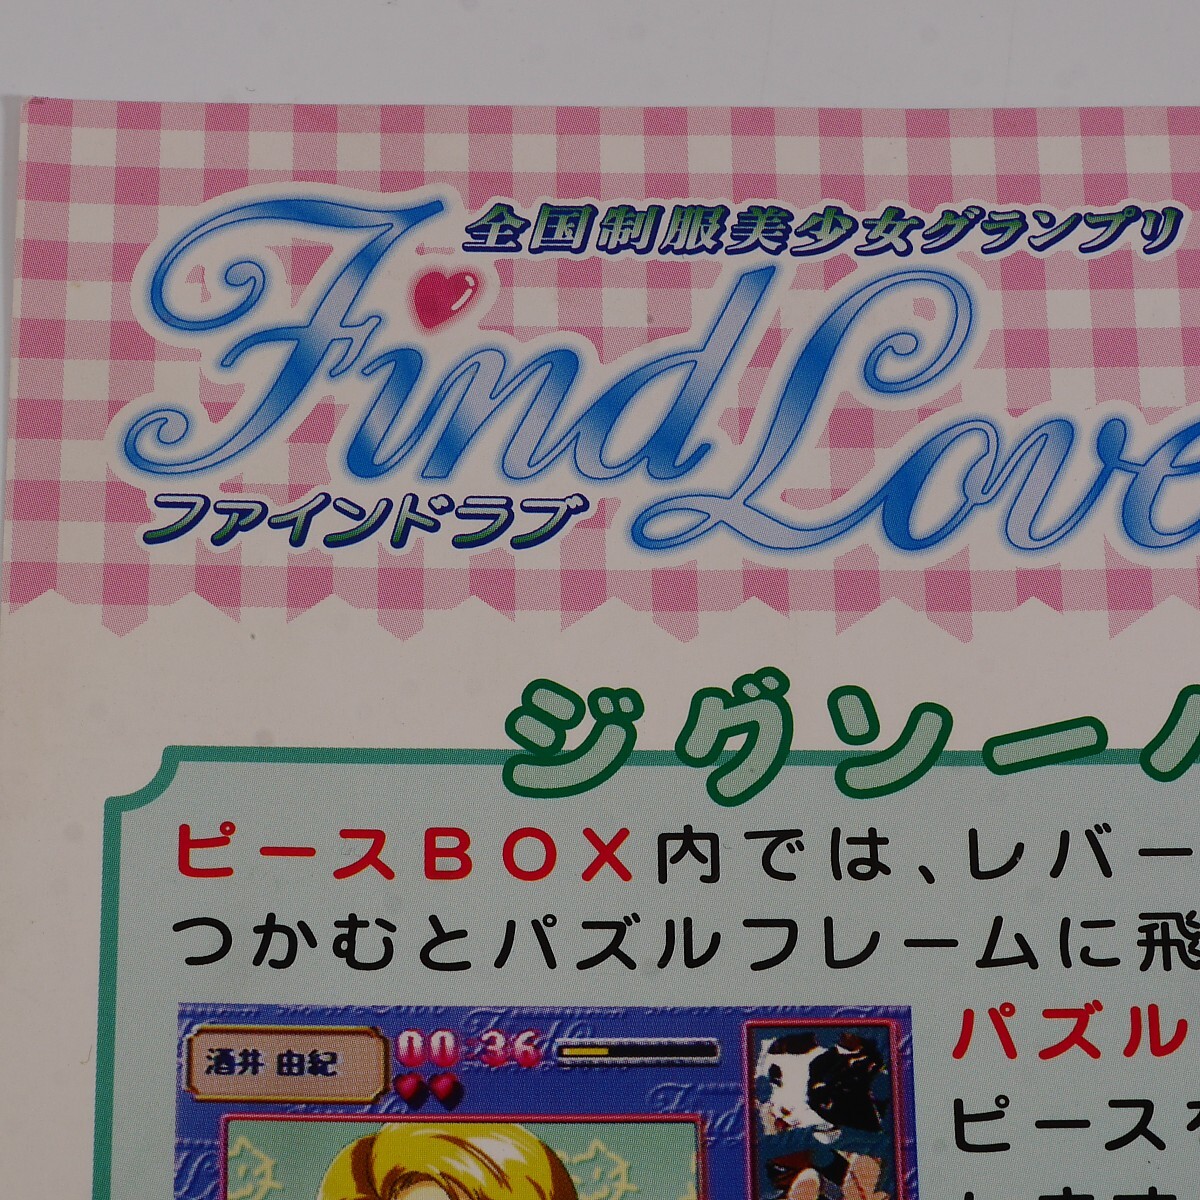 全国制服美少女グランプリ
Find Love
ファインドラブ
ジグソー
ピースBOX内では、レバー
つかむとパズルフレームに飛
酒井 由紀
00 36
パズル
ピース